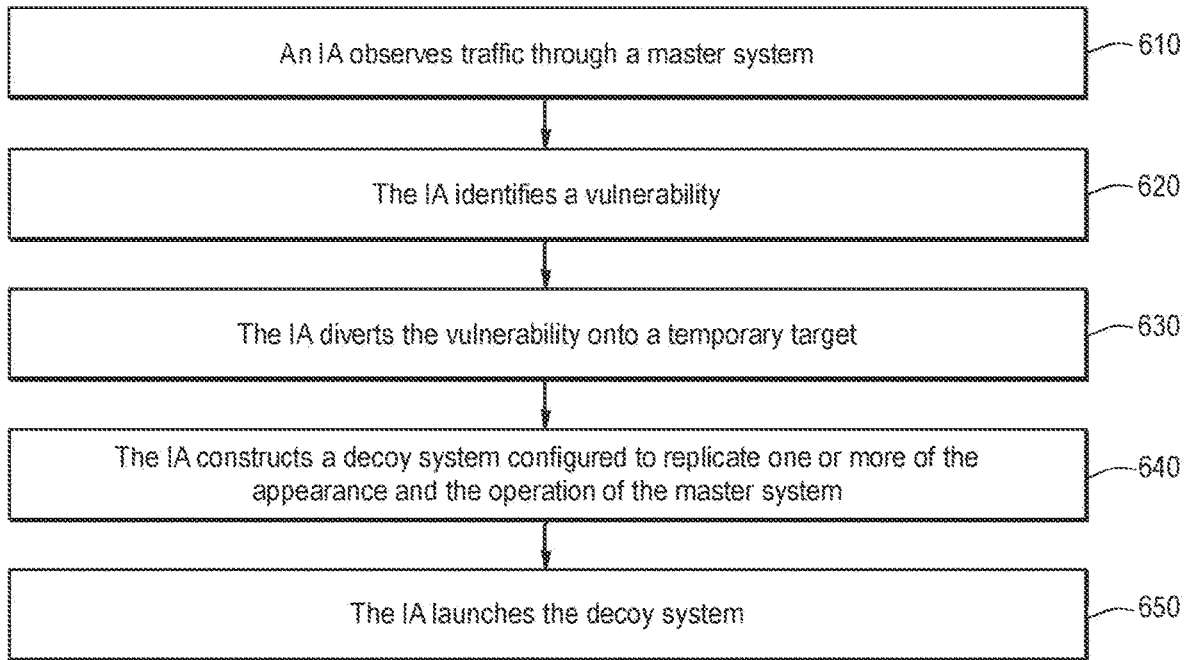 An IA observes traffic through a master system
610
The IA identifies a vulnerability
620
The IA diverts the vulnerability onto a temporary target
630
The IA constructs a decoy system configured to replicate one or more of the
appearance and the operation of the master system
640
The IA launches the decoy system
650